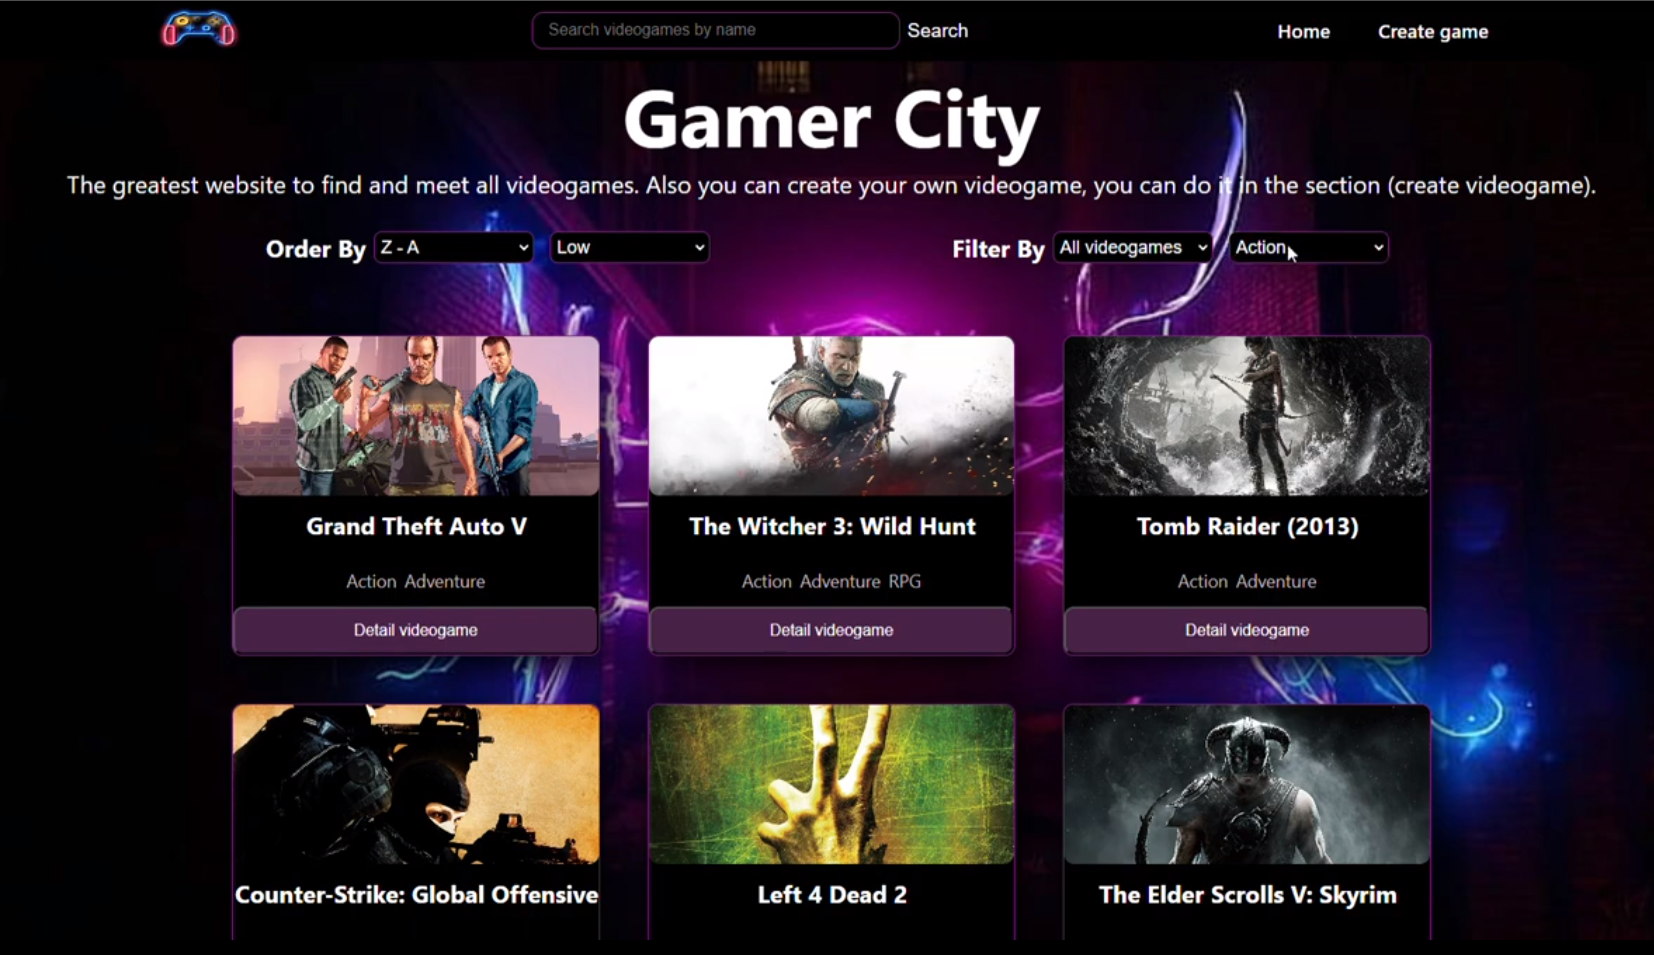 Search videogames by name Search Home Create game
Gamer City
The greatest website to find and meet all videogames. Also you can create your own videogame, you can do it in the section (create videogame).
Order By Z - A Low Filter By All videogames Action
Grand Theft Auto V
Action Adventure
Detail videogame
The Witcher 3: Wild Hunt
Action Adventure RPG
Detail videogame
Tomb Raider (2013)
Action Adventure
Detail videogame
Counter-Strike: Global Offensive
Left 4 Dead 2
The Elder Scrolls V: Skyrim